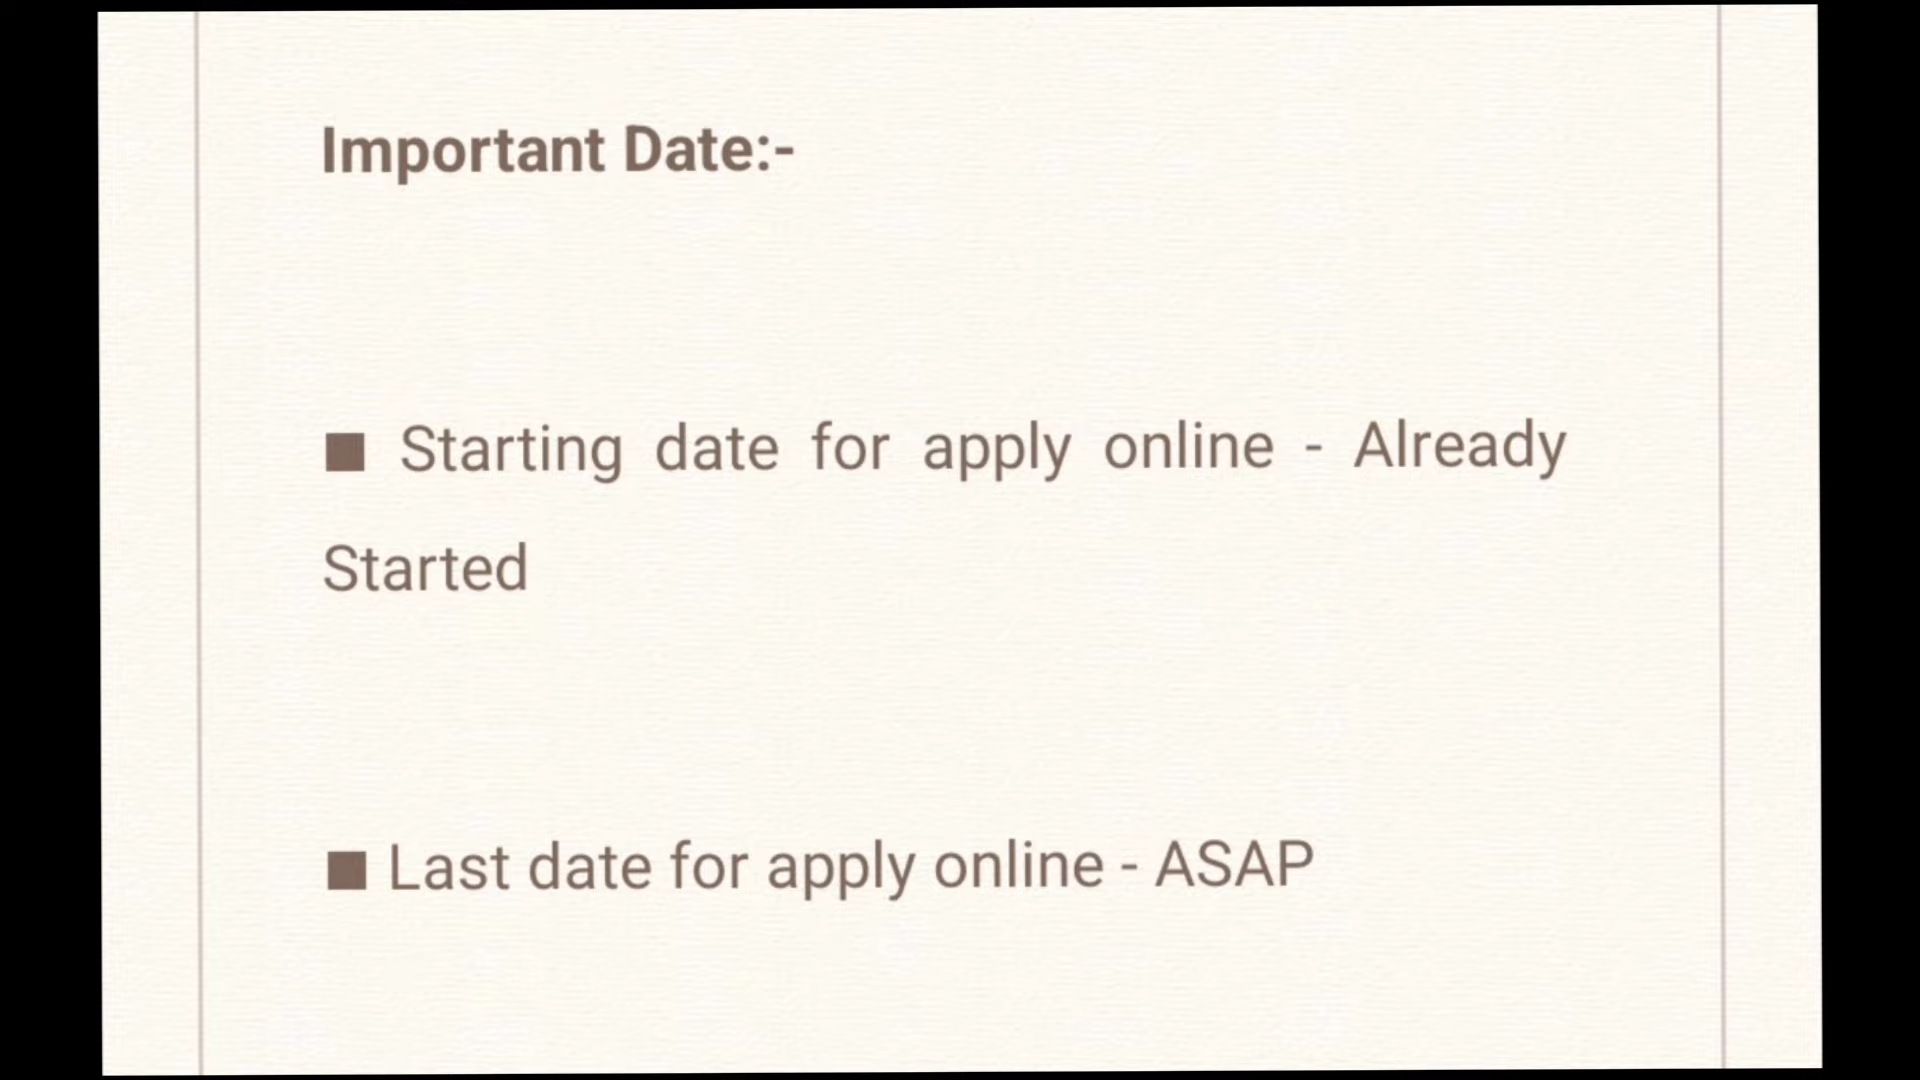 Important Date:-
■ Starting date for apply online - Already
Started
■ Last date for apply online - ASAP